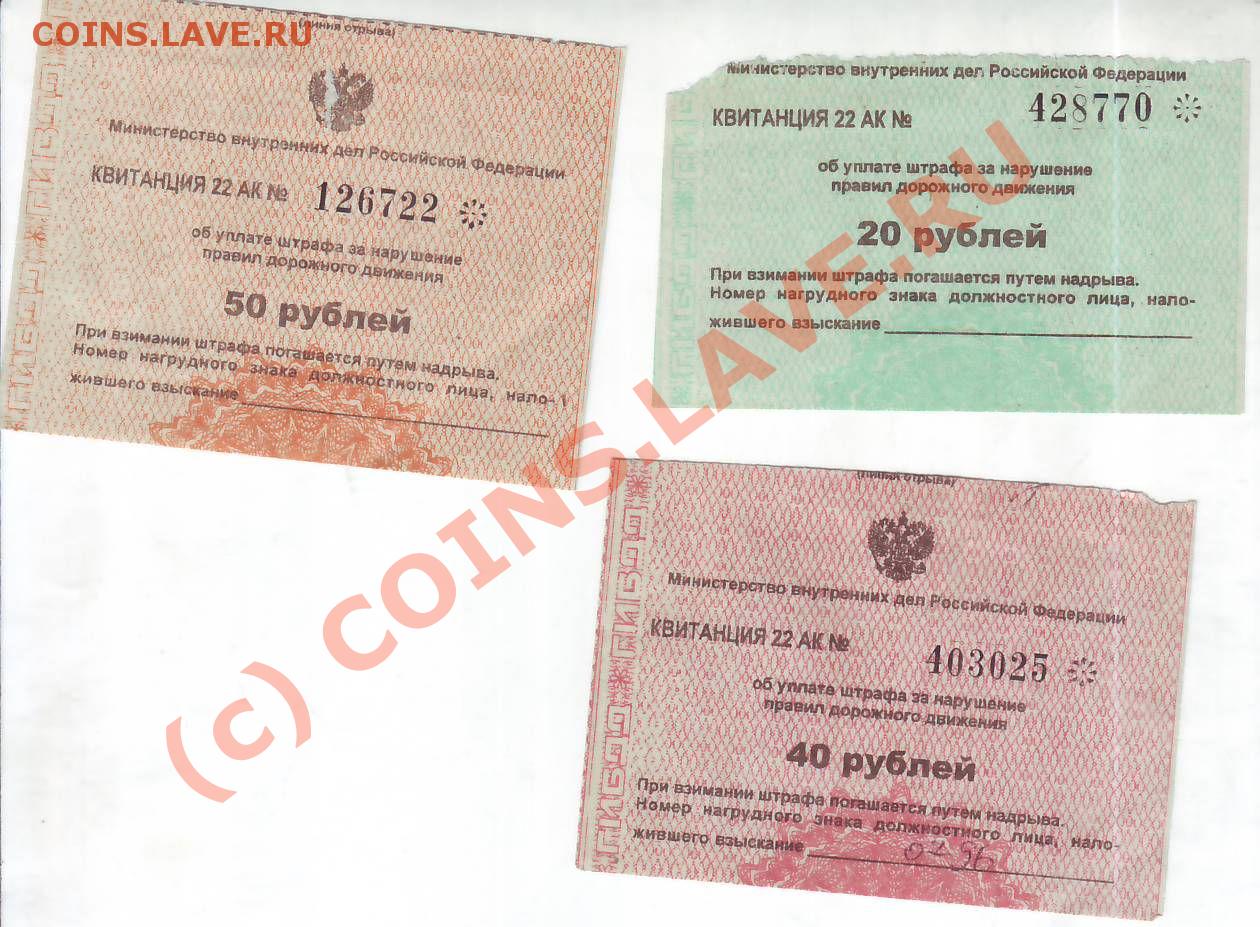 COINS.LAVE.RU
(линия отрыва)
Министерство внутренних дел Российской Федерации
КВИТАНЦИЯ 22 АК № 126722
об уплате штрафа за нарушение
правил дорожного движения
50 рублей
При взимании штрафа погашается путем надрыва.
Номер нагрудного знака должностного лица, нало-
жившего взыскание
ГИБДД
Министерство внутренних дел Российской Федерации
КВИТАНЦИЯ 22 АК № 428770
об уплате штрафа за нарушение
правил дорожного движения
20 рублей
При взимании штрафа погашается путем надрыва.
Номер нагрудного знака должностного лица, нало-
жившего взыскание
(линия отрыва)
Министерство внутренних дел Российской Федерации
КВИТАНЦИЯ 22 АК № 403025
об уплате штрафа за нарушение
правил дорожного движения
40 рублей
При взимании штрафа погашается путем надрыва.
Номер нагрудного знака должностного лица, нало-
жившего взыскание
ГИБДД
(c) COINS.LAVE.RU